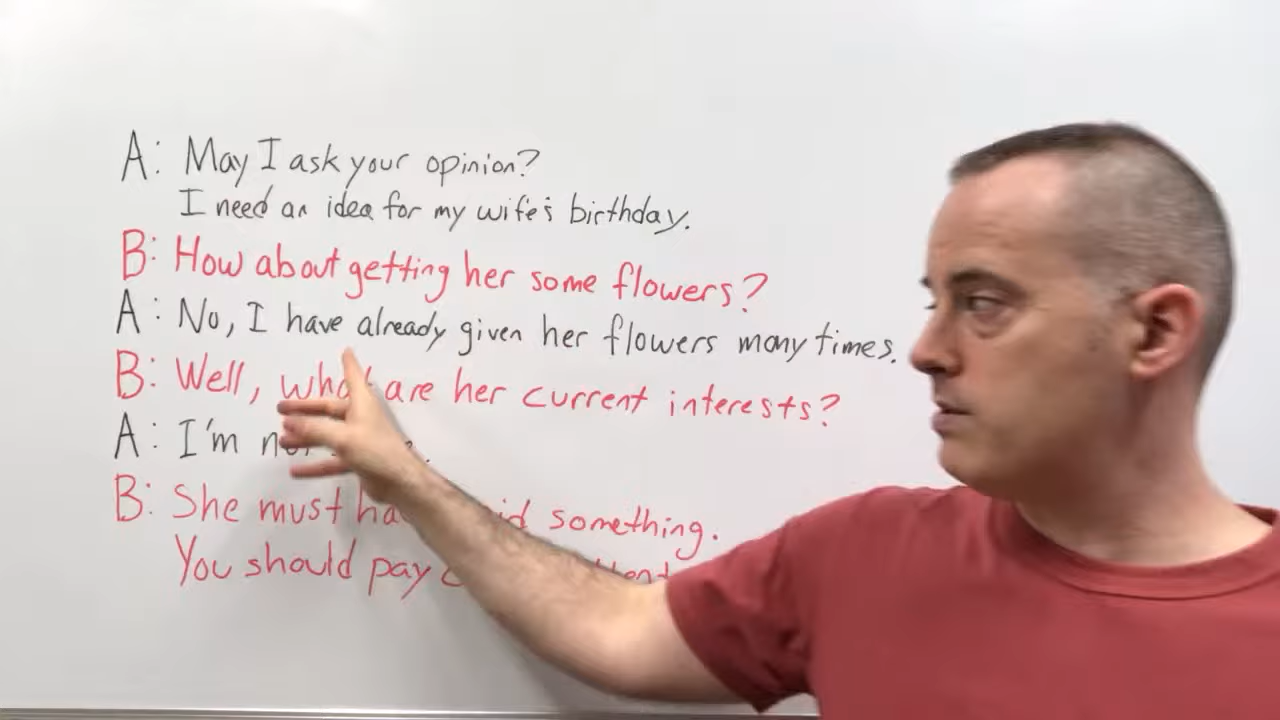 A: May I ask your opinion?
I need an idea for my wife's birthday.
B: How about getting her some flowers?
A: No, I have already given her flowers many times.
B: Well, are her current interests?
A: I'm
B: She must something.
You should pay